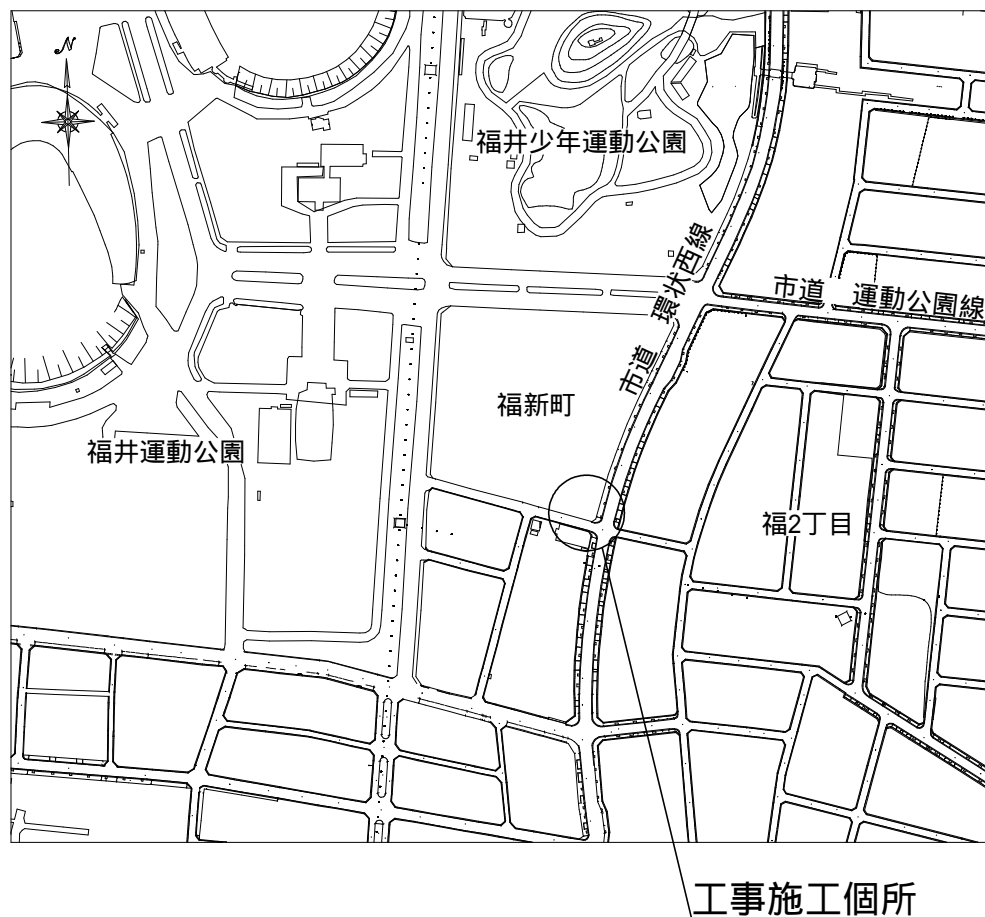 N
福井少年運動公園
市道 環状西線
市道 運動公園線
福新町
福井運動公園
福2丁目
工事施工個所